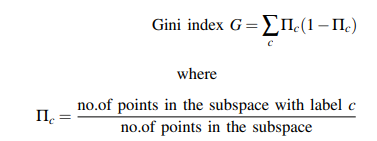 Gini index G = ∑ Π_c(1 − Π_c)
c
where
Π_c = no.of points in the subspace with label c
no.of points in the subspace